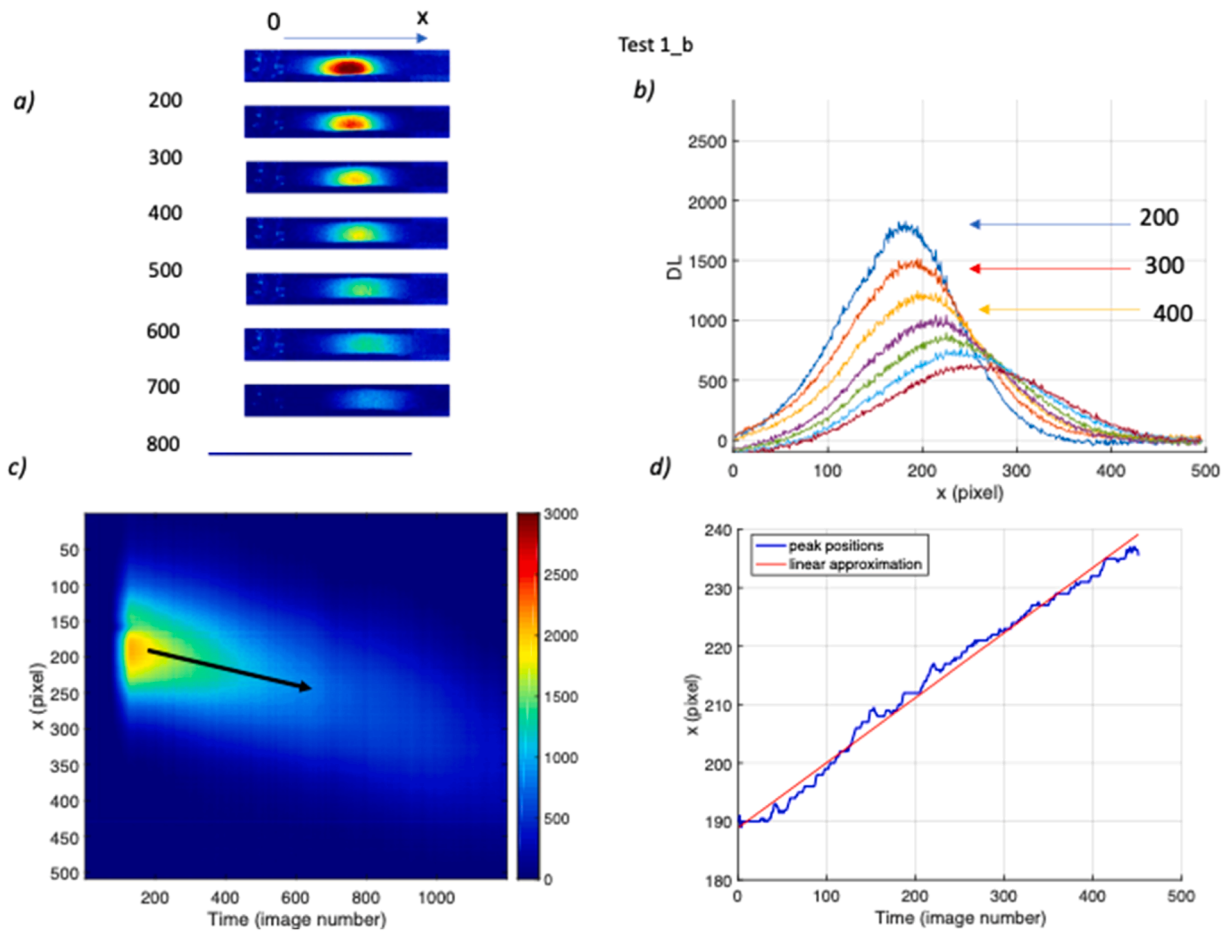 0 x
Test 1_b
a)
200
300
400
500
600
700
800
b)
2500
2000
1500
1000
500
0
DL
200
300
400
0 100 200 300 400 500
x (pixel)
c)
50
100
150
200
250
300
350
400
450
500
x (pixel)
200 400 600 800 1000
Time (image number)
3000
2500
2000
1500
1000
500
0
d)
240
230
220
210
200
190
180
x (pixel)
peak positions
linear approximation
0 100 200 300 400 500
Time (image number)